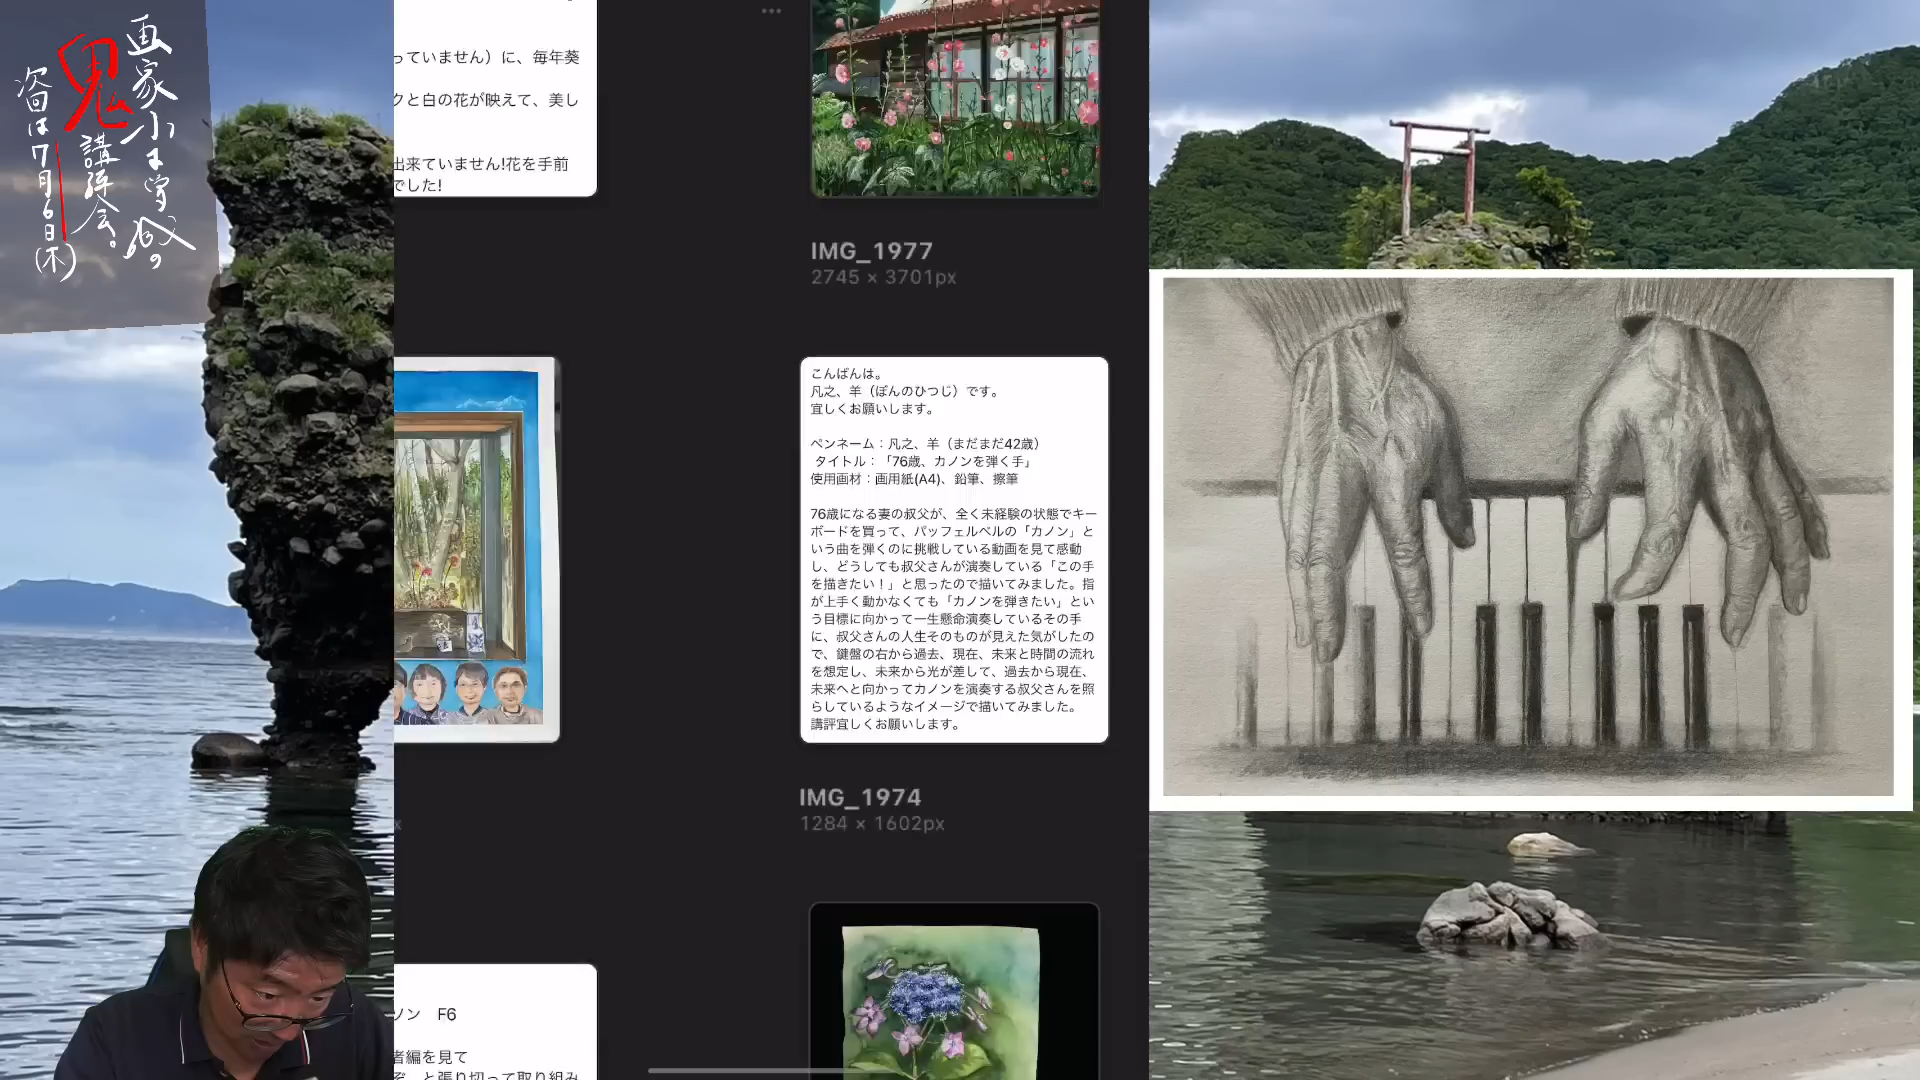 画家小木曽誠の
鬼講評会。
次回は7月6日(木)
っていません）に、毎年葵
クと白の花が映えて、美し
出来ていません!花を手前
でした!
IMG_1977
2745 × 3701px
こんばんは。
凡之、羊（ぼんのひつじ）です。
宜しくお願いします。
ペンネーム：凡之、羊（まだまだ42歳）
タイトル：「76歳、カノンを弾く手」
使用画材：画用紙(A4)、鉛筆、擦筆
76歳になる妻の叔父が、全く未経験の状態でキー
ボードを買って、パッフェルベルの「カノン」と
いう曲を弾くのに挑戦している動画を見て感動
し、どうしても叔父さんが演奏している「この手
を描きたい！」と思ったので描いてみました。指
が上手く動かなくても「カノンを弾きたい」とい
う目標に向かって一生懸命演奏しているその手
に、叔父さんの人生そのものが見えた気がしたの
で、鍵盤の右から過去、現在、未来と時間の流れ
を想定し、未来から光が差して、過去から現在、
未来へと向かってカノンを演奏する叔父さんを照
らしているようなイメージで描いてみました。
講評宜しくお願いします。
IMG_1974
1284 × 1602px
ソン　F6
者編を見て
ぞ、と張り切って取り組み